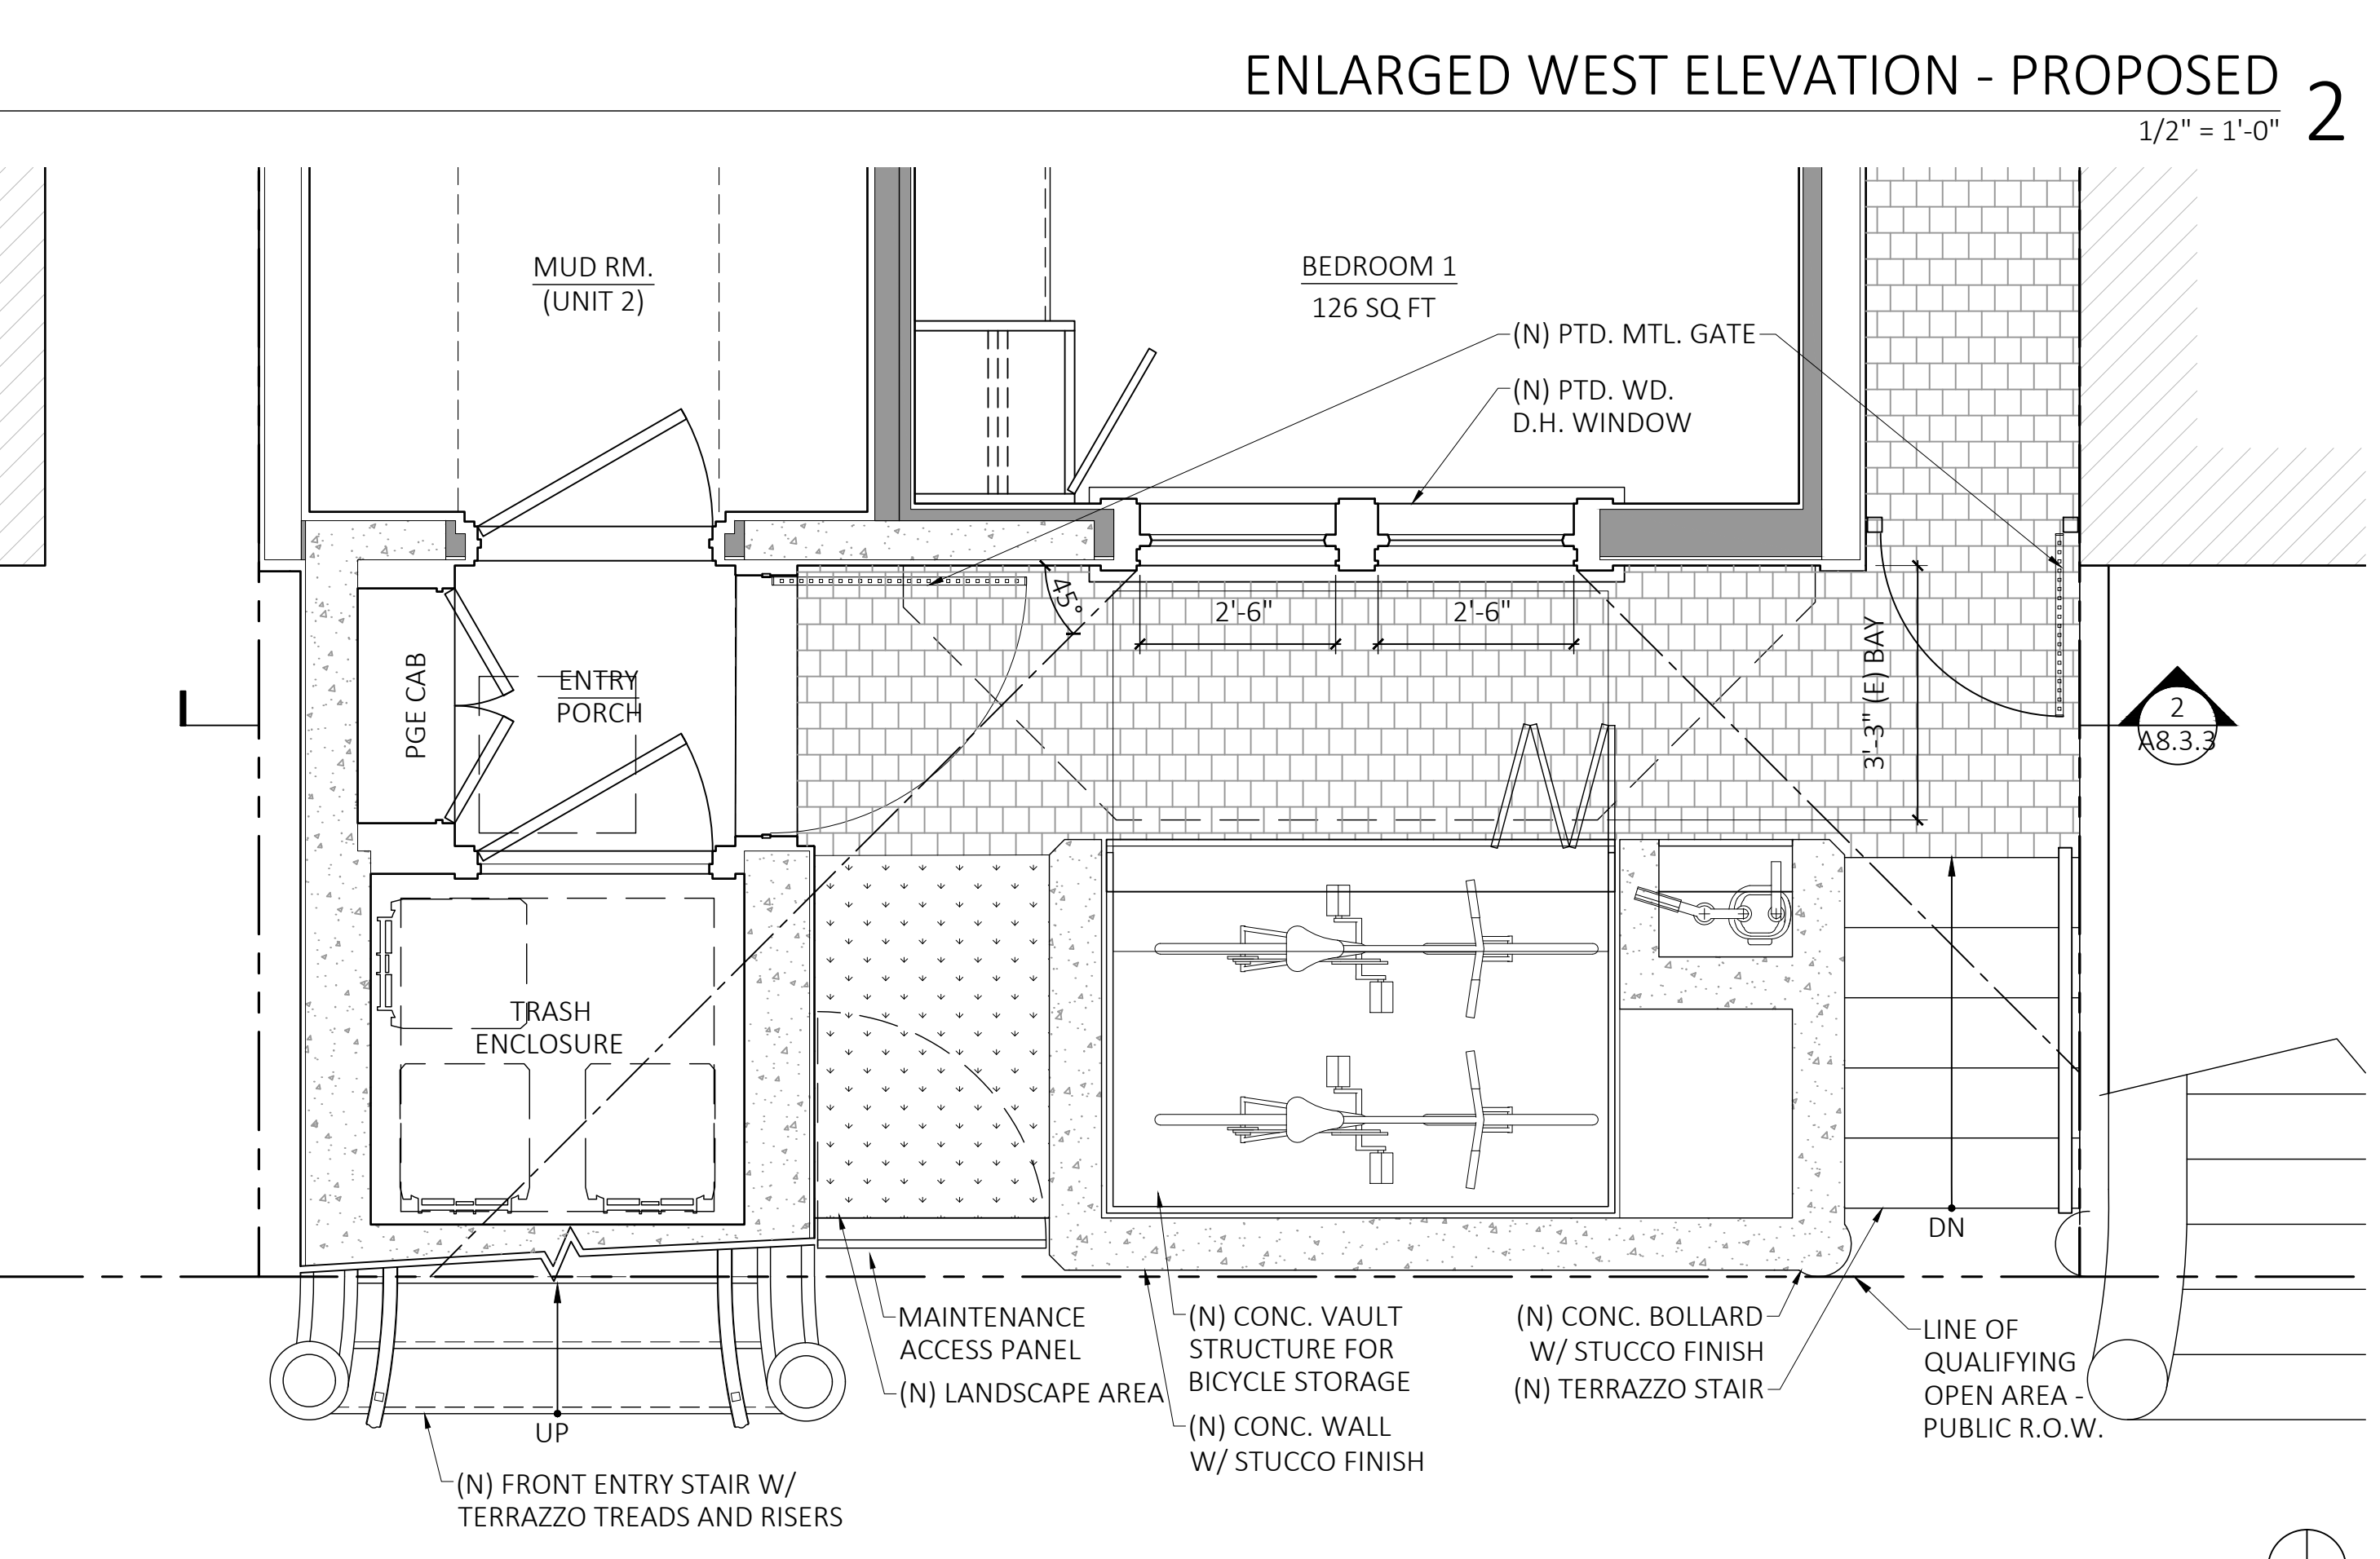 ENLARGED WEST ELEVATION - PROPOSED
2
1/2" = 1'-0"
MUD RM.
(UNIT 2)
BEDROOM 1
126 SQ FT
(N) PTD. MTL. GATE
(N) PTD. WD.
D.H. WINDOW
45°
2'-6"
2'-6"
3'-3" (E) BAY
PGE CAB
ENTRY
PORCH
2
A8.3.3
TRASH
ENCLOSURE
DN
MAINTENANCE
ACCESS PANEL
(N) LANDSCAPE AREA
(N) CONC. VAULT
STRUCTURE FOR
BICYCLE STORAGE
(N) CONC. WALL
W/ STUCCO FINISH
(N) CONC. BOLLARD
W/ STUCCO FINISH
(N) TERRAZZO STAIR
LINE OF
QUALIFYING
OPEN AREA -
PUBLIC R.O.W.
UP
(N) FRONT ENTRY STAIR W/
TERRAZZO TREADS AND RISERS